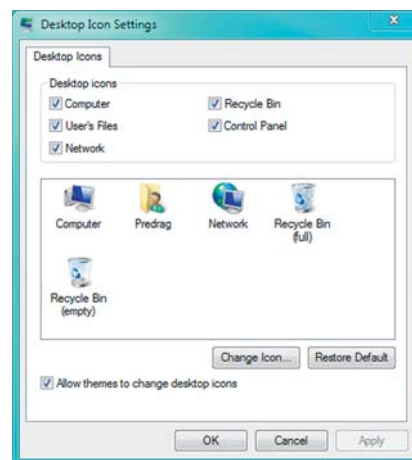 Desktop Icon Settings
Desktop Icons
Desktop icons
Computer
Recycle Bin
User's Files
Control Panel
Network
Computer
Predrag
Network
Recycle Bin
(full)
Recycle Bin
(empty)
Change Icon...
Restore Default
Allow themes to change desktop icons
OK
Cancel
Apply